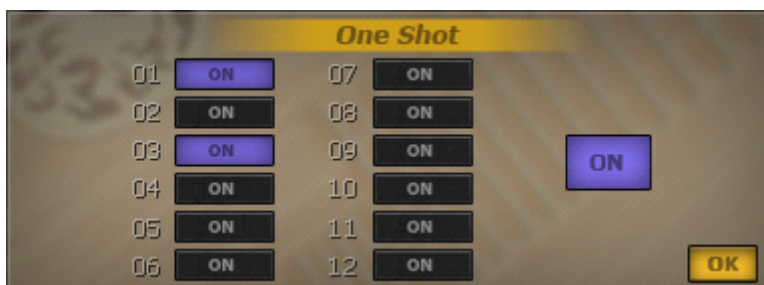 One Shot
01 ON 07 ON
02 ON 08 ON
03 ON 09 ON
ON
04 ON 10 ON
05 ON 11 ON
06 ON 12 ON
OK